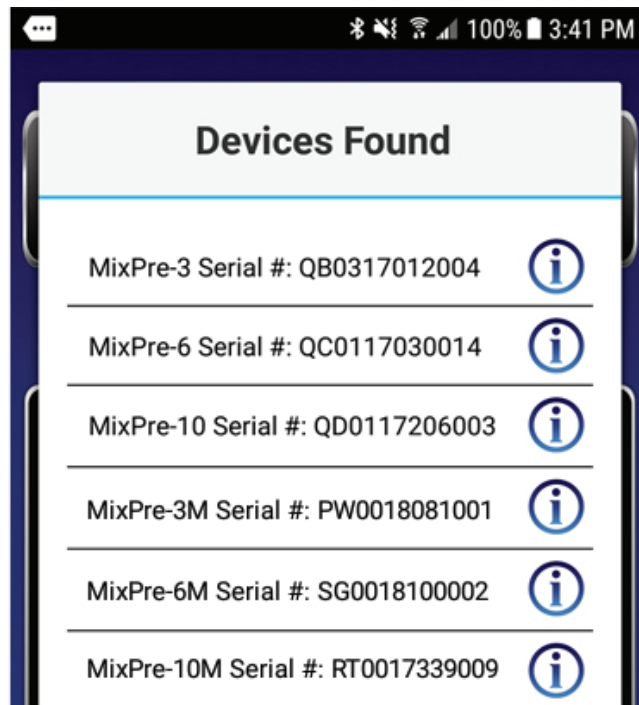 100% 3:41 PM
Devices Found
MixPre-3 Serial #: QB0317012004
MixPre-6 Serial #: QC0117030014
MixPre-10 Serial #: QD0117206003
MixPre-3M Serial #: PW0018081001
MixPre-6M Serial #: SG0018100002
MixPre-10M Serial #: RT0017339009